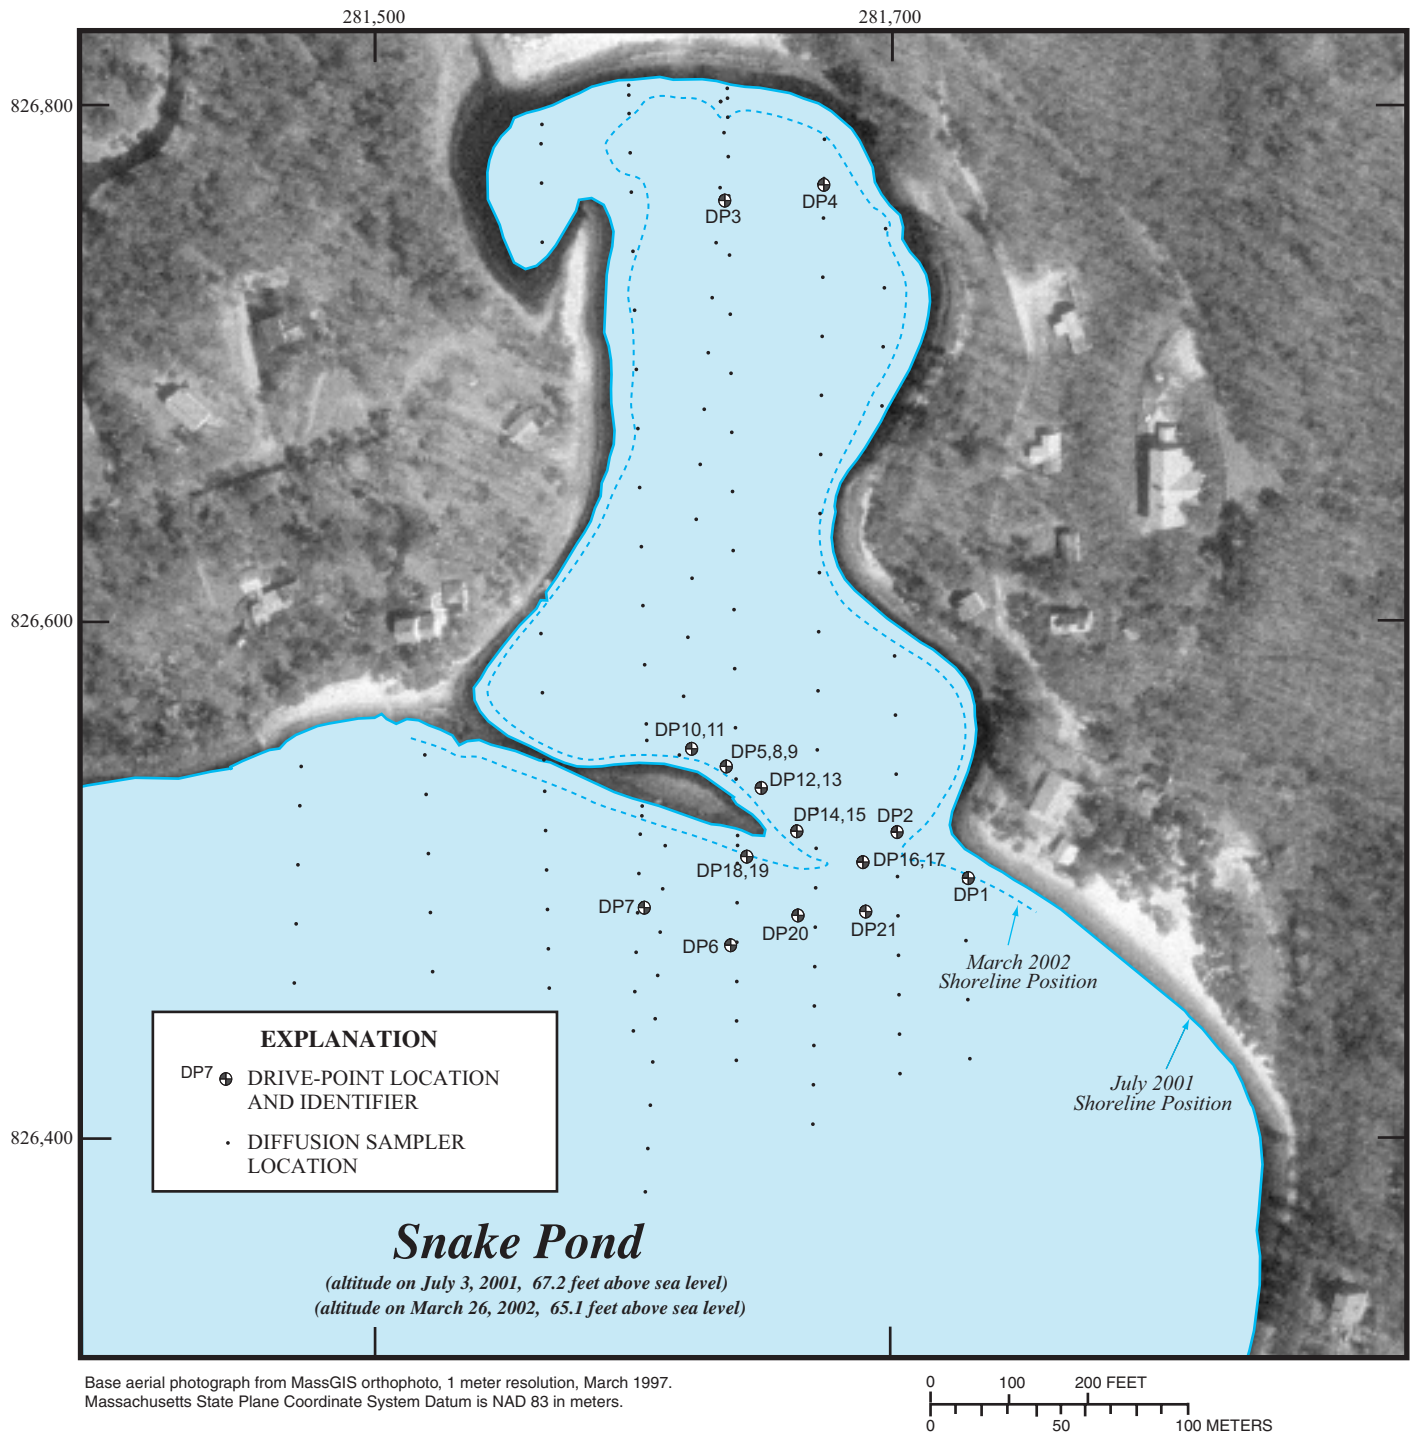 281,500
281,700
826,800
DP3
DP4
826,600
DP10,11
DP5,8,9
DP12,13
DP14,15
DP2
DP16,17
DP18,19
DP1
DP7
DP20
DP21
DP6
March 2002
Shoreline Position
July 2001
Shoreline Position
EXPLANATION
DP7
DRIVE-POINT LOCATION
AND IDENTIFIER
DIFFUSION SAMPLER
LOCATION
826,400
Snake Pond
(altitude on July 3, 2001, 67.2 feet above sea level)
(altitude on March 26, 2002, 65.1 feet above sea level)
Base aerial photograph from MassGIS orthophoto, 1 meter resolution, March 1997.
Massachusetts State Plane Coordinate System Datum is NAD 83 in meters.
0 100 200 FEET
0 50 100 METERS